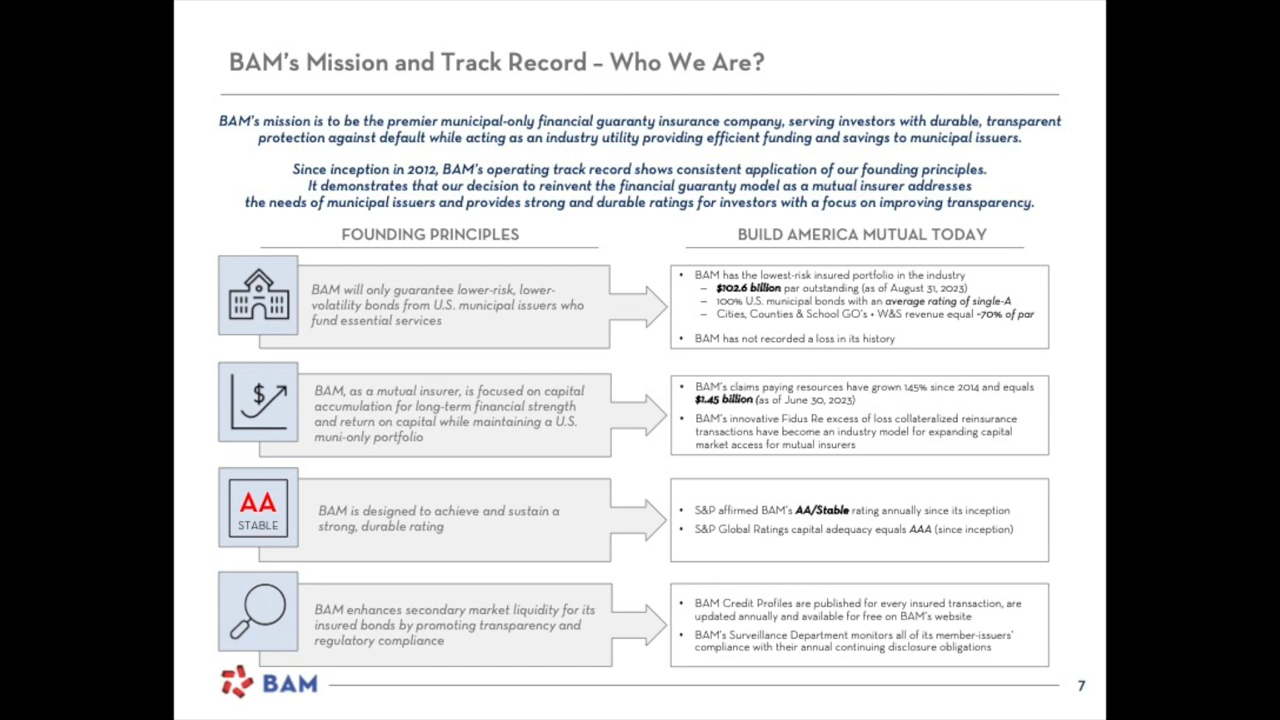 BAM's Mission and Track Record – Who We Are?
BAM's mission is to be the premier municipal-only financial guaranty insurance company, serving investors with durable, transparent
protection against default while acting as an industry utility providing efficient funding and savings to municipal issuers.
Since inception in 2012, BAM's operating track record shows consistent application of our founding principles.
It demonstrates that our decision to reinvent the financial guaranty model as a mutual insurer addresses
the needs of municipal issuers and provides strong and durable ratings for investors with a focus on improving transparency.
FOUNDING PRINCIPLES
BUILD AMERICA MUTUAL TODAY
BAM will only guarantee lower-risk, lower-
volatility bonds from U.S. municipal issuers who
fund essential services
• BAM has the lowest-risk insured portfolio in the industry
– $102.6 billion par outstanding (as of August 31, 2023)
– 100% U.S. municipal bonds with an average rating of single-A
– Cities, Counties & School GO's + W&S revenue equal ~70% of par
• BAM has not recorded a loss in its history
$
BAM, as a mutual insurer, is focused on capital
accumulation for long-term financial strength
and return on capital while maintaining a U.S.
muni-only portfolio
• BAM's claims paying resources have grown 145% since 2014 and equals
$1.45 billion (as of June 30, 2023)
• BAM's innovative Fidus Re excess of loss collateralized reinsurance
transactions have become an industry model for expanding capital
market access for mutual insurers
AA
STABLE
BAM is designed to achieve and sustain a
strong, durable rating
• S&P affirmed BAM's AA/Stable rating annually since its inception
• S&P Global Ratings capital adequacy equals AAA (since inception)
BAM enhances secondary market liquidity for its
insured bonds by promoting transparency and
regulatory compliance
• BAM Credit Profiles are published for every insured transaction, are
updated annually and available for free on BAM's website
• BAM's Surveillance Department monitors all of its member-issuers'
compliance with their annual continuing disclosure obligations
BAM
7